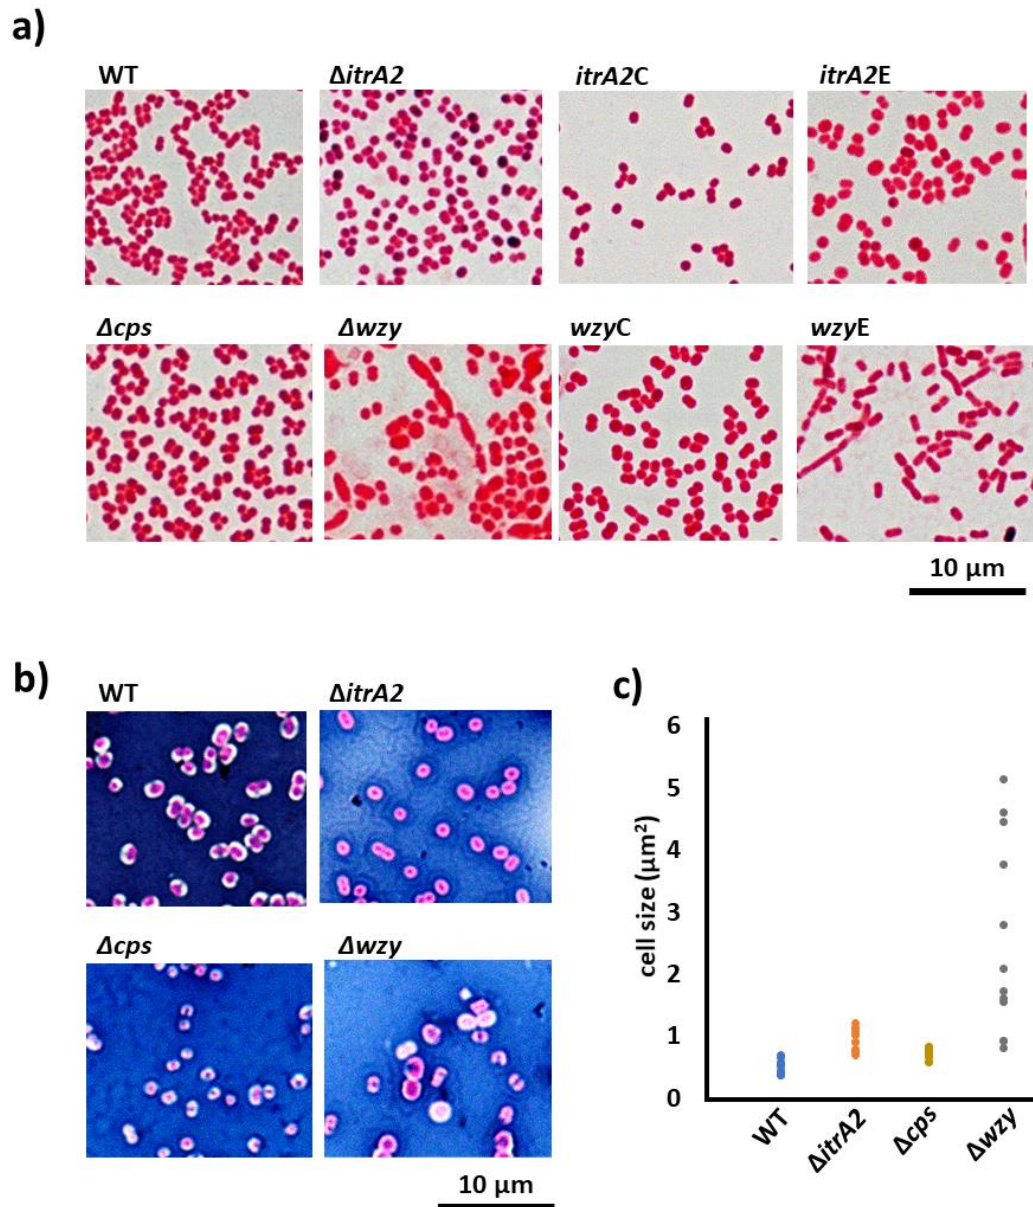 a)
WT ΔitrA2 itrA2C itrA2E
Δcps Δwzy wzyC wzyE
10 µm
b)
WT ΔitrA2
Δcps Δwzy
10 µm
c)
cell size (µm²)
6
5
4
3
2
1
0
WT ΔitrA2 Δcps Δwzy